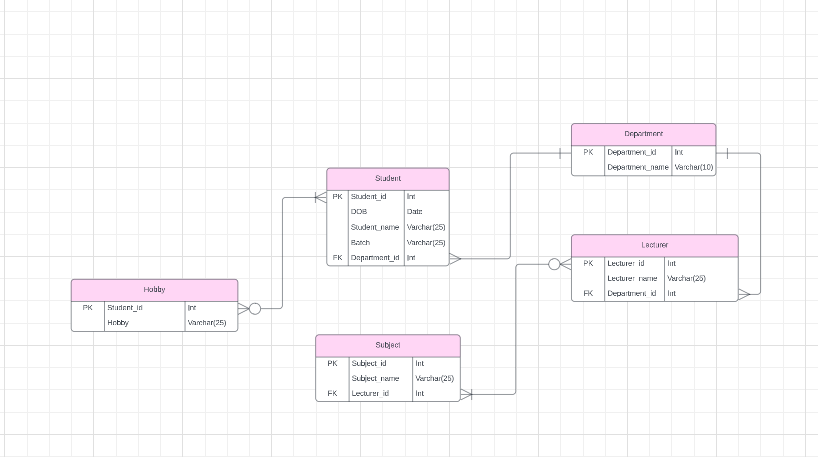 Department
PK Department_id Int
Department_name Varchar(10)
Student
PK Student_id Int
DOB Date
Student_name Varchar(25)
Batch Varchar(25)
FK Department_id Int
Lecturer
PK Lecturer_id Int
Lecturer_name Varchar(25)
FK Department_id Int
Hobby
PK Student_id Int
Hobby Varchar(25)
Subject
PK Subject_id Int
Subject_name Varchar(25)
FK Lecturer_id Int